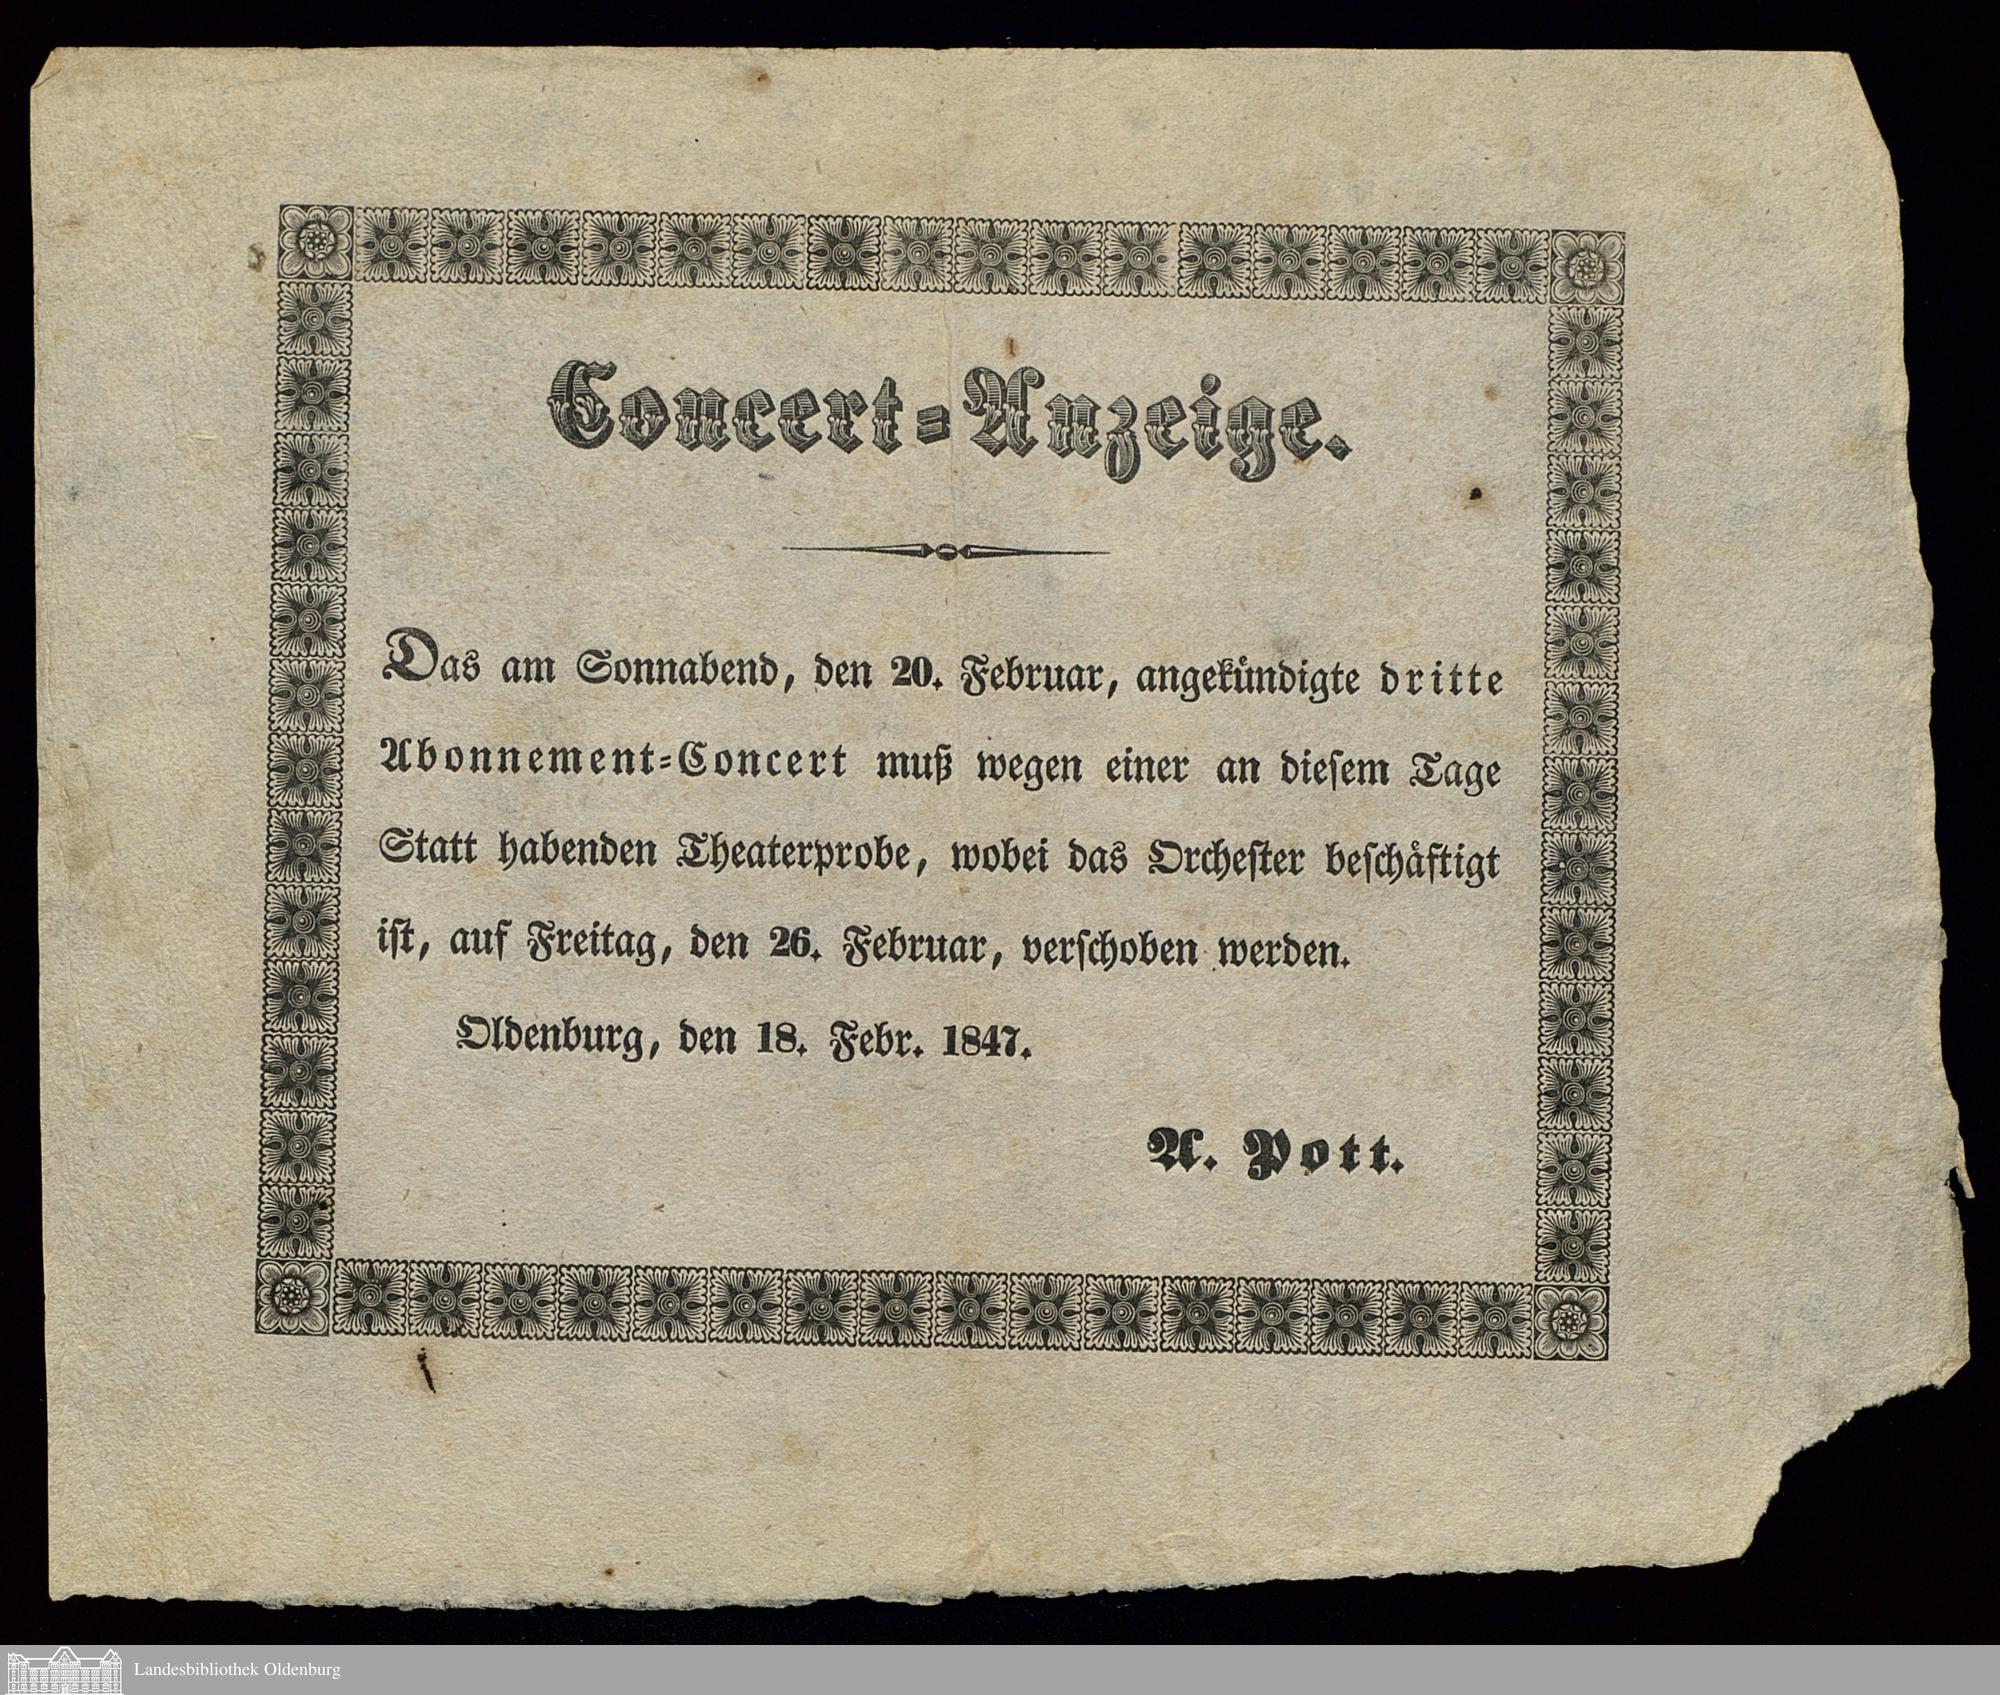 Concert-Anzeige.
Das am Sonnabend, den 20. Februar, angekündigte dritte
Abonnement-Concert muß wegen einer an diesem Tage
Statt habenden Theaterprobe, wobei das Orchester beschäftigt
ist, auf Freitag, den 26. Februar, verschoben werden.
Oldenburg, den 18. Febr. 1847.
A. Pott.
Landesbibliothek Oldenburg